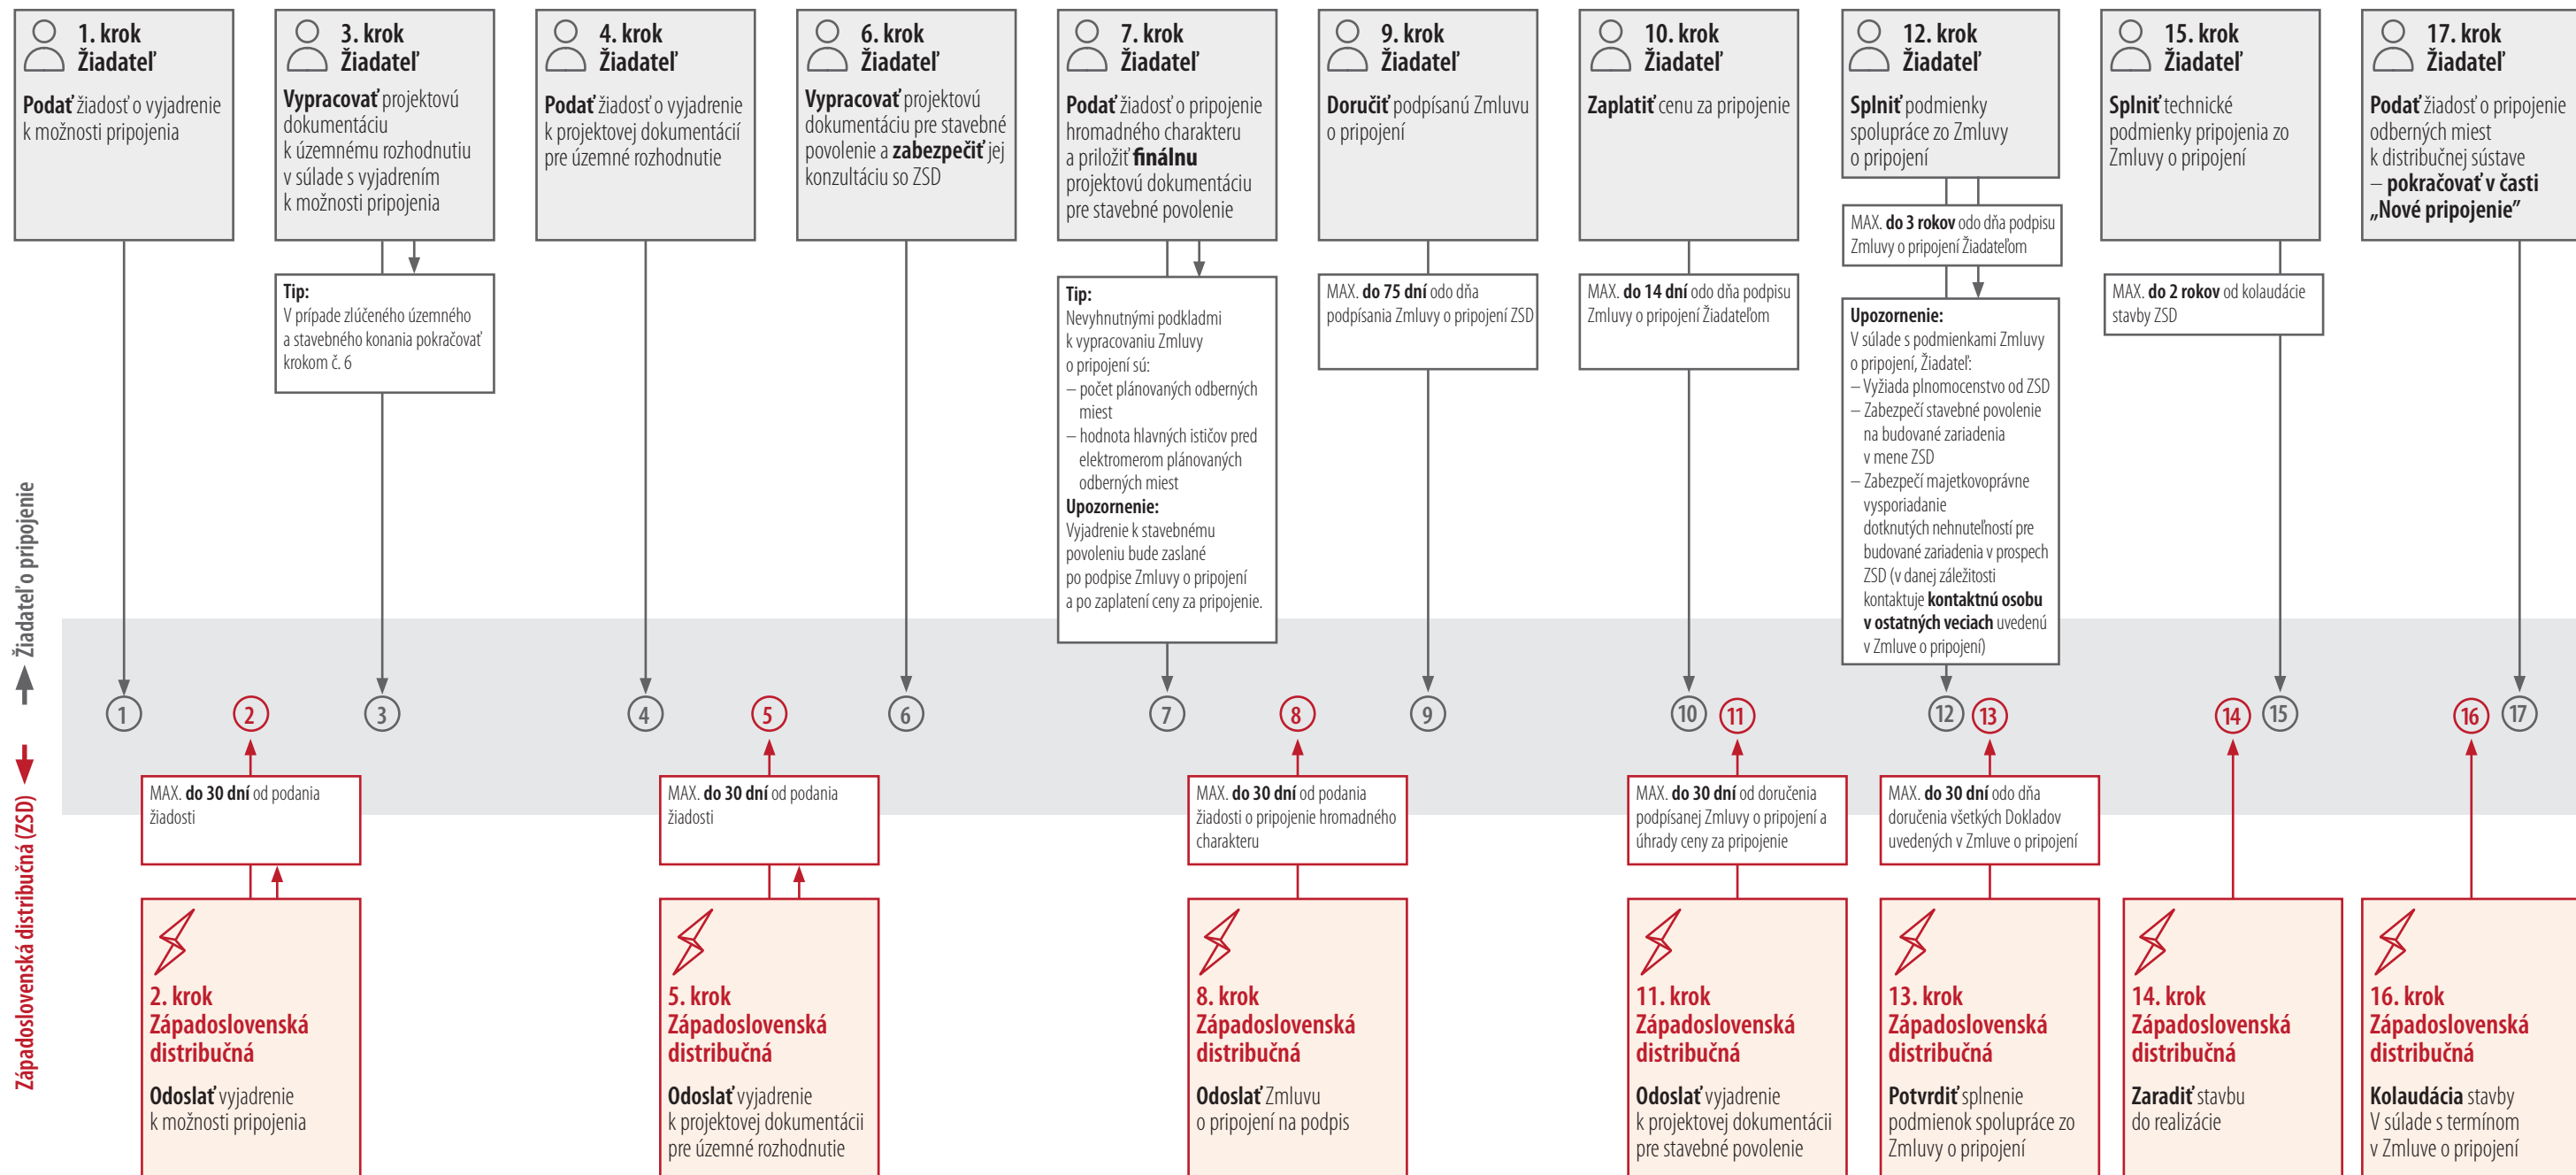 1. krok
Žiadateľ
Podať žiadosť o vyjadrenie
k možnosti pripojenia
3. krok
Žiadateľ
Vypracovať projektovú
dokumentáciu
k územnému rozhodnutiu
v súlade s vyjadrením
k možnosti pripojenia
Tip:
V prípade zlúčeného územného
a stavebného konania pokračovať
krokom č. 6
4. krok
Žiadateľ
Podať žiadosť o vyjadrenie
k projektovej dokumentácií
pre územné rozhodnutie
6. krok
Žiadateľ
Vypracovať projektovú
dokumentáciu pre stavebné
povolenie a zabezpečiť jej
konzultáciu so ZSD
7. krok
Žiadateľ
Podať žiadosť o pripojenie
hromadného charakteru
a priložiť finálnu
projektovú dokumentáciu
pre stavebné povolenie
Tip:
Nevyhnutnými podkladmi
k vypracovaniu Zmluvy
o pripojení sú:
– počet plánovaných odberných
miest
– hodnota hlavných ističov pred
elektromerom plánovaných
odberných miest
Upozornenie:
Vyjadrenie k stavebnému
povoleniu bude zaslané
po podpise Zmluvy o pripojení
a po zaplatení ceny za pripojenie.
9. krok
Žiadateľ
Doručiť podpísanú Zmluvu
o pripojení
MAX. do 75 dní odo dňa
podpísania Zmluvy o pripojení ZSD
10. krok
Žiadateľ
Zaplatiť cenu za pripojenie
MAX. do 14 dní odo dňa podpisu
Zmluvy o pripojení Žiadateľom
12. krok
Žiadateľ
Splniť podmienky
spolupráce zo Zmluvy
o pripojení
MAX. do 3 rokov odo dňa podpisu
Zmluvy o pripojení Žiadateľom
Upozornenie:
V súlade s podmienkami Zmluvy
o pripojení, Žiadateľ:
– Vyžiada plnomocenstvo od ZSD
– Zabezpečí stavebné povolenie
na budované zariadenia
v mene ZSD
– Zabezpečí majetkovoprávne
vysporiadanie
dotknutých nehnuteľností pre
budované zariadenia v prospech
ZSD (v danej záležitosti
kontaktuje kontaktnú osobu
v ostatných veciach uvedenú
v Zmluve o pripojení)
15. krok
Žiadateľ
Splniť technické
podmienky pripojenia zo
Zmluvy o pripojení
MAX. do 2 rokov od kolaudácie
stavby ZSD
17. krok
Žiadateľ
Podať žiadosť o pripojenie
odberných miest
k distribučnej sústave
– pokračovať v časti
„Nové pripojenie”
Žiadateľ o pripojenie
Západoslovenská distribučná (ZSD)
1
2
3
4
5
6
7
8
9
10
11
12
13
14
15
16
17
MAX. do 30 dní od podania
žiadosti
2. krok
Západoslovenská
distribučná
Odoslať vyjadrenie
k možnosti pripojenia
MAX. do 30 dní od podania
žiadosti
5. krok
Západoslovenská
distribučná
Odoslať vyjadrenie
k projektovej dokumentácii
pre územné rozhodnutie
MAX. do 30 dní od podania
žiadosti o pripojenie hromadného
charakteru
8. krok
Západoslovenská
distribučná
Odoslať Zmluvu
o pripojení na podpis
MAX. do 30 dní od doručenia
podpísanej Zmluvy o pripojení a
úhrady ceny za pripojenie
11. krok
Západoslovenská
distribučná
Odoslať vyjadrenie
k projektovej dokumentácii
pre stavebné povolenie
MAX. do 30 dní odo dňa
doručenia všetkých Dokladov
uvedených v Zmluve o pripojení
13. krok
Západoslovenská
distribučná
Potvrdiť splnenie
podmienok spolupráce zo
Zmluvy o pripojení
14. krok
Západoslovenská
distribučná
Zaradiť stavbu
do realizácie
16. krok
Západoslovenská
distribučná
Kolaudácia stavby
V súlade s termínom
v Zmluve o pripojení